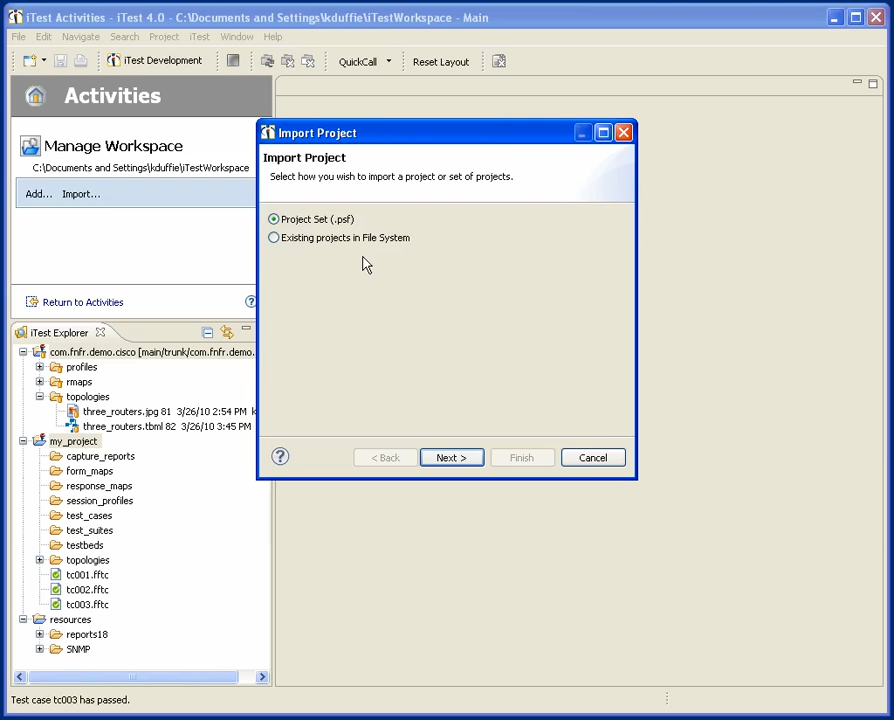 iTest Activities - iTest 4.0 - C:\Documents and Settings\kduffie\iTestWorkspace - Main
File Edit Navigate Search Project iTest Window Help
iTest Development QuickCall Reset Layout
Activities
Manage Workspace
C:\Documents and Settings\kduffie\iTestWorkspace
Add... Import...
Return to Activities
iTest Explorer
com.fnfr.demo.cisco [main/trunk/com.fnfr.demo.
profiles
rmaps
topologies
three_routers.jpg 81 3/26/10 2:54 PM k
three_routers.tbml 82 3/26/10 3:45 PM
my_project
capture_reports
form_maps
response_maps
session_profiles
test_cases
test_suites
testbeds
topologies
tc001.fftc
tc002.fftc
tc003.fftc
resources
reports18
SNMP
Test case tc003 has passed.
Import Project
Import Project
Select how you wish to import a project or set of projects.
Project Set (.psf)
Existing projects in File System
< Back Next > Finish Cancel